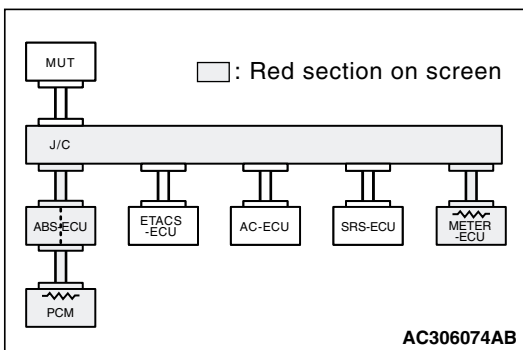 MUT
: Red section on screen
J/C
ABS-ECU
ETACS
-ECU
AC-ECU
SRS-ECU
METER
-ECU
PCM
AC306074AB